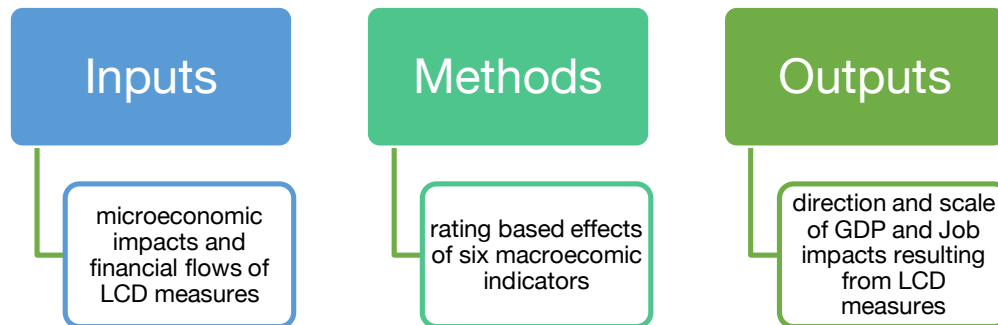 Inputs
microeconomic
impacts and
financial flows of
LCD measures
Methods
rating based effects
of six macroecomic
indicators
Outputs
direction and scale
of GDP and Job
impacts resulting
from LCD
measures